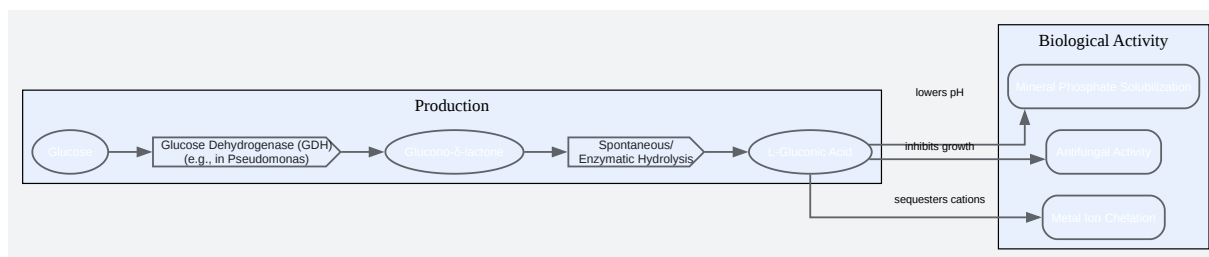 Biological Activity
Mineral Phosphate Solubilization
lowers pH
Production
Glucose
Glucose Dehydrogenase (GDH)
(e.g., in Pseudomonas)
Glucono-δ-lactone
Spontaneous/
Enzymatic Hydrolysis
L-Gluconic Acid
inhibits growth
Antifungal Activity
sequesters cations
Metal Ion Chelation